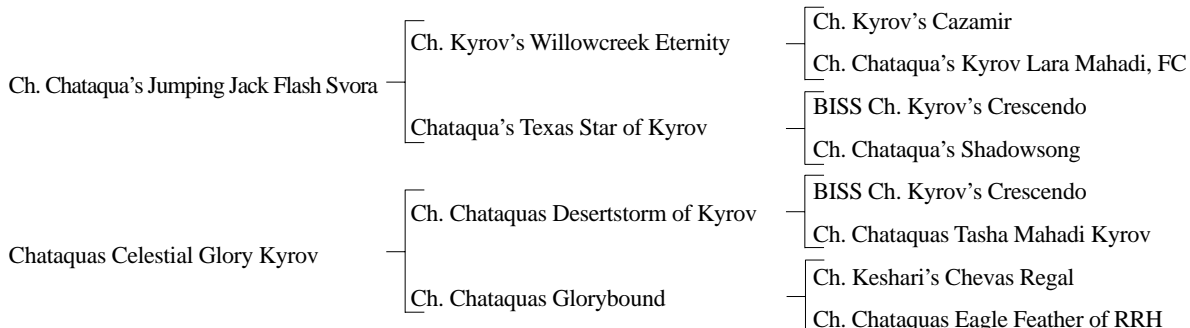 Ch. Kyrov’s Cazamir
Ch. Kyrov’s Willowcreek Eternity
Ch. Chataqua’s Kyrov Lara Mahadi, FC
Ch. Chataqua’s Jumping Jack Flash Svora
BISS Ch. Kyrov’s Crescendo
Chataqua’s Texas Star of Kyrov
Ch. Chataqua’s Shadowsong
BISS Ch. Kyrov’s Crescendo
Ch. Chataquas Desertstorm of Kyrov
Ch. Chataquas Tasha Mahadi Kyrov
Chataquas Celestial Glory Kyrov
Ch. Keshari’s Chevas Regal
Ch. Chataquas Glorybound
Ch. Chataquas Eagle Feather of RRH